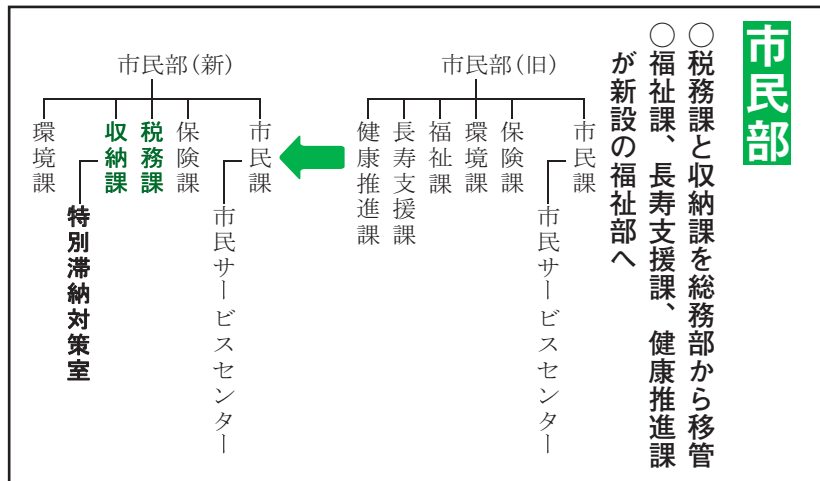 市民部
○税務課と収納課を総務部から移管
○福祉課、長寿支援課、健康推進課
が新設の福祉部へ
市民部（旧）
市民課
市民サービスセンター
保険課
環境課
福祉課
長寿支援課
健康推進課
市民部（新）
市民課
市民サービスセンター
保険課
税務課
収納課
特別滞納対策室
環境課